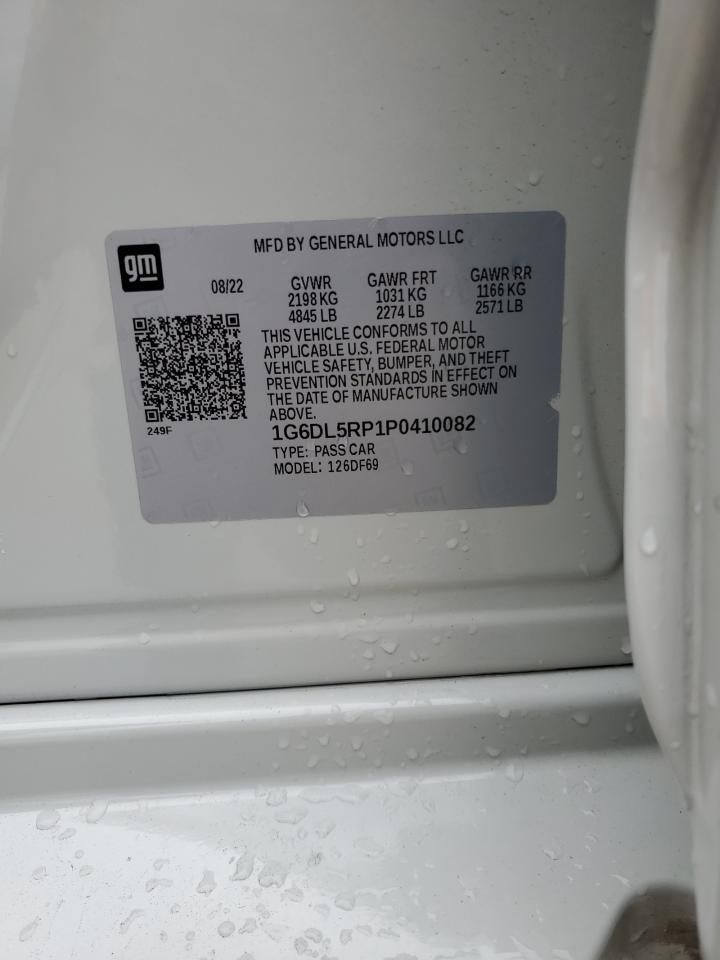 gm
MFD BY GENERAL MOTORS LLC
08/22
GVWR GAWR FRT GAWR RR
2198 KG 1031 KG 1166 KG
4845 LB 2274 LB 2571 LB
THIS VEHICLE CONFORMS TO ALL
APPLICABLE U.S. FEDERAL MOTOR
VEHICLE SAFETY, BUMPER, AND THEFT
PREVENTION STANDARDS IN EFFECT ON
THE DATE OF MANUFACTURE SHOWN
ABOVE.
249F
1G6DL5RP1P0410082
TYPE: PASS CAR
MODEL: 126DF69